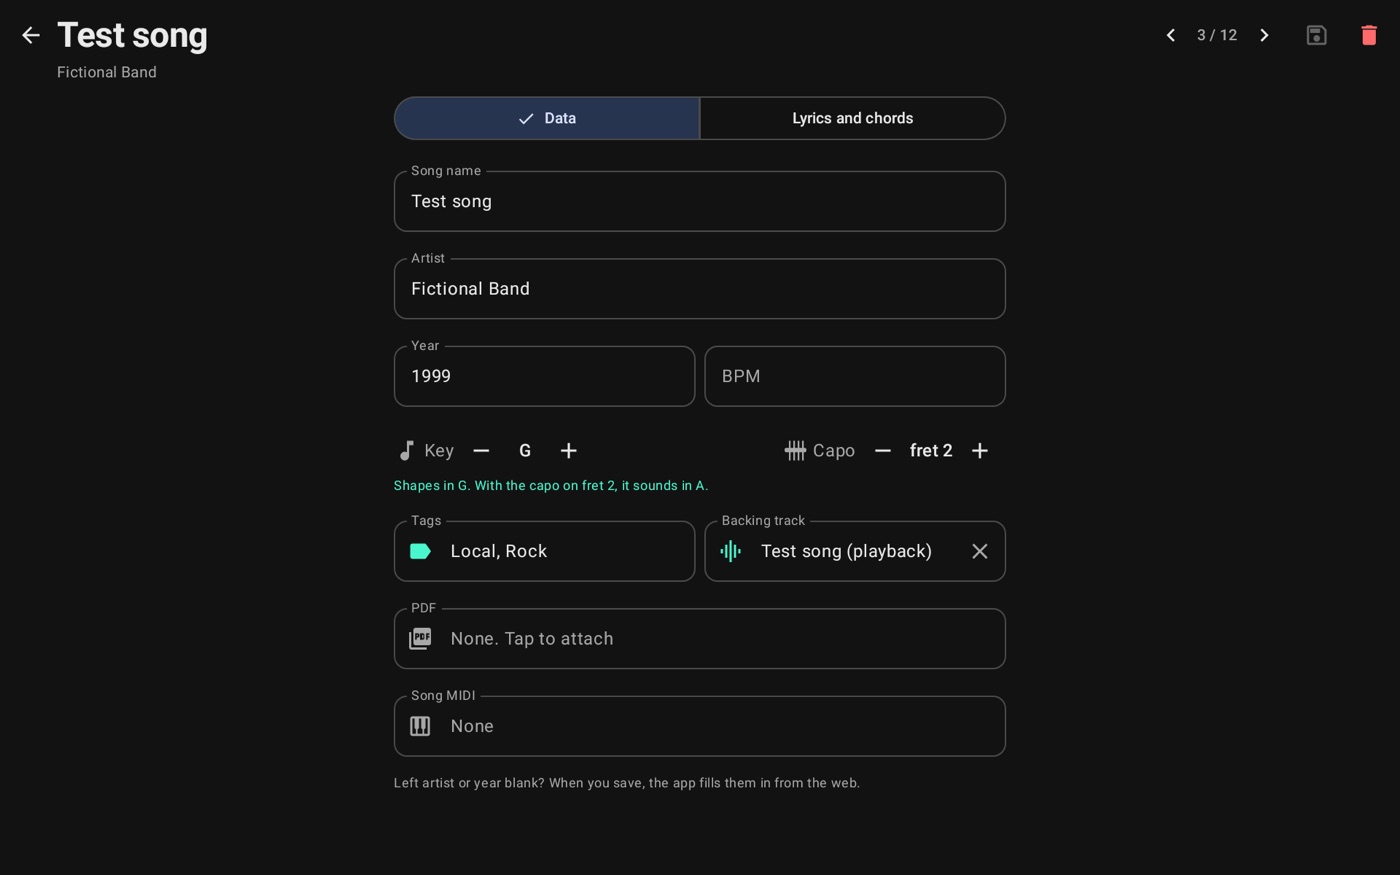 Test song
3 / 12
Fictional Band
Data
Lyrics and chords
Song name
Test song
Artist
Fictional Band
Year
1999
BPM
Key
G
Capo
fret 2
Shapes in G. With the capo on fret 2, it sounds in A.
Tags
Local, Rock
Backing track
Test song (playback)
PDF
PDF
None. Tap to attach
Song MIDI
None
Left artist or year blank? When you save, the app fills them in from the web.